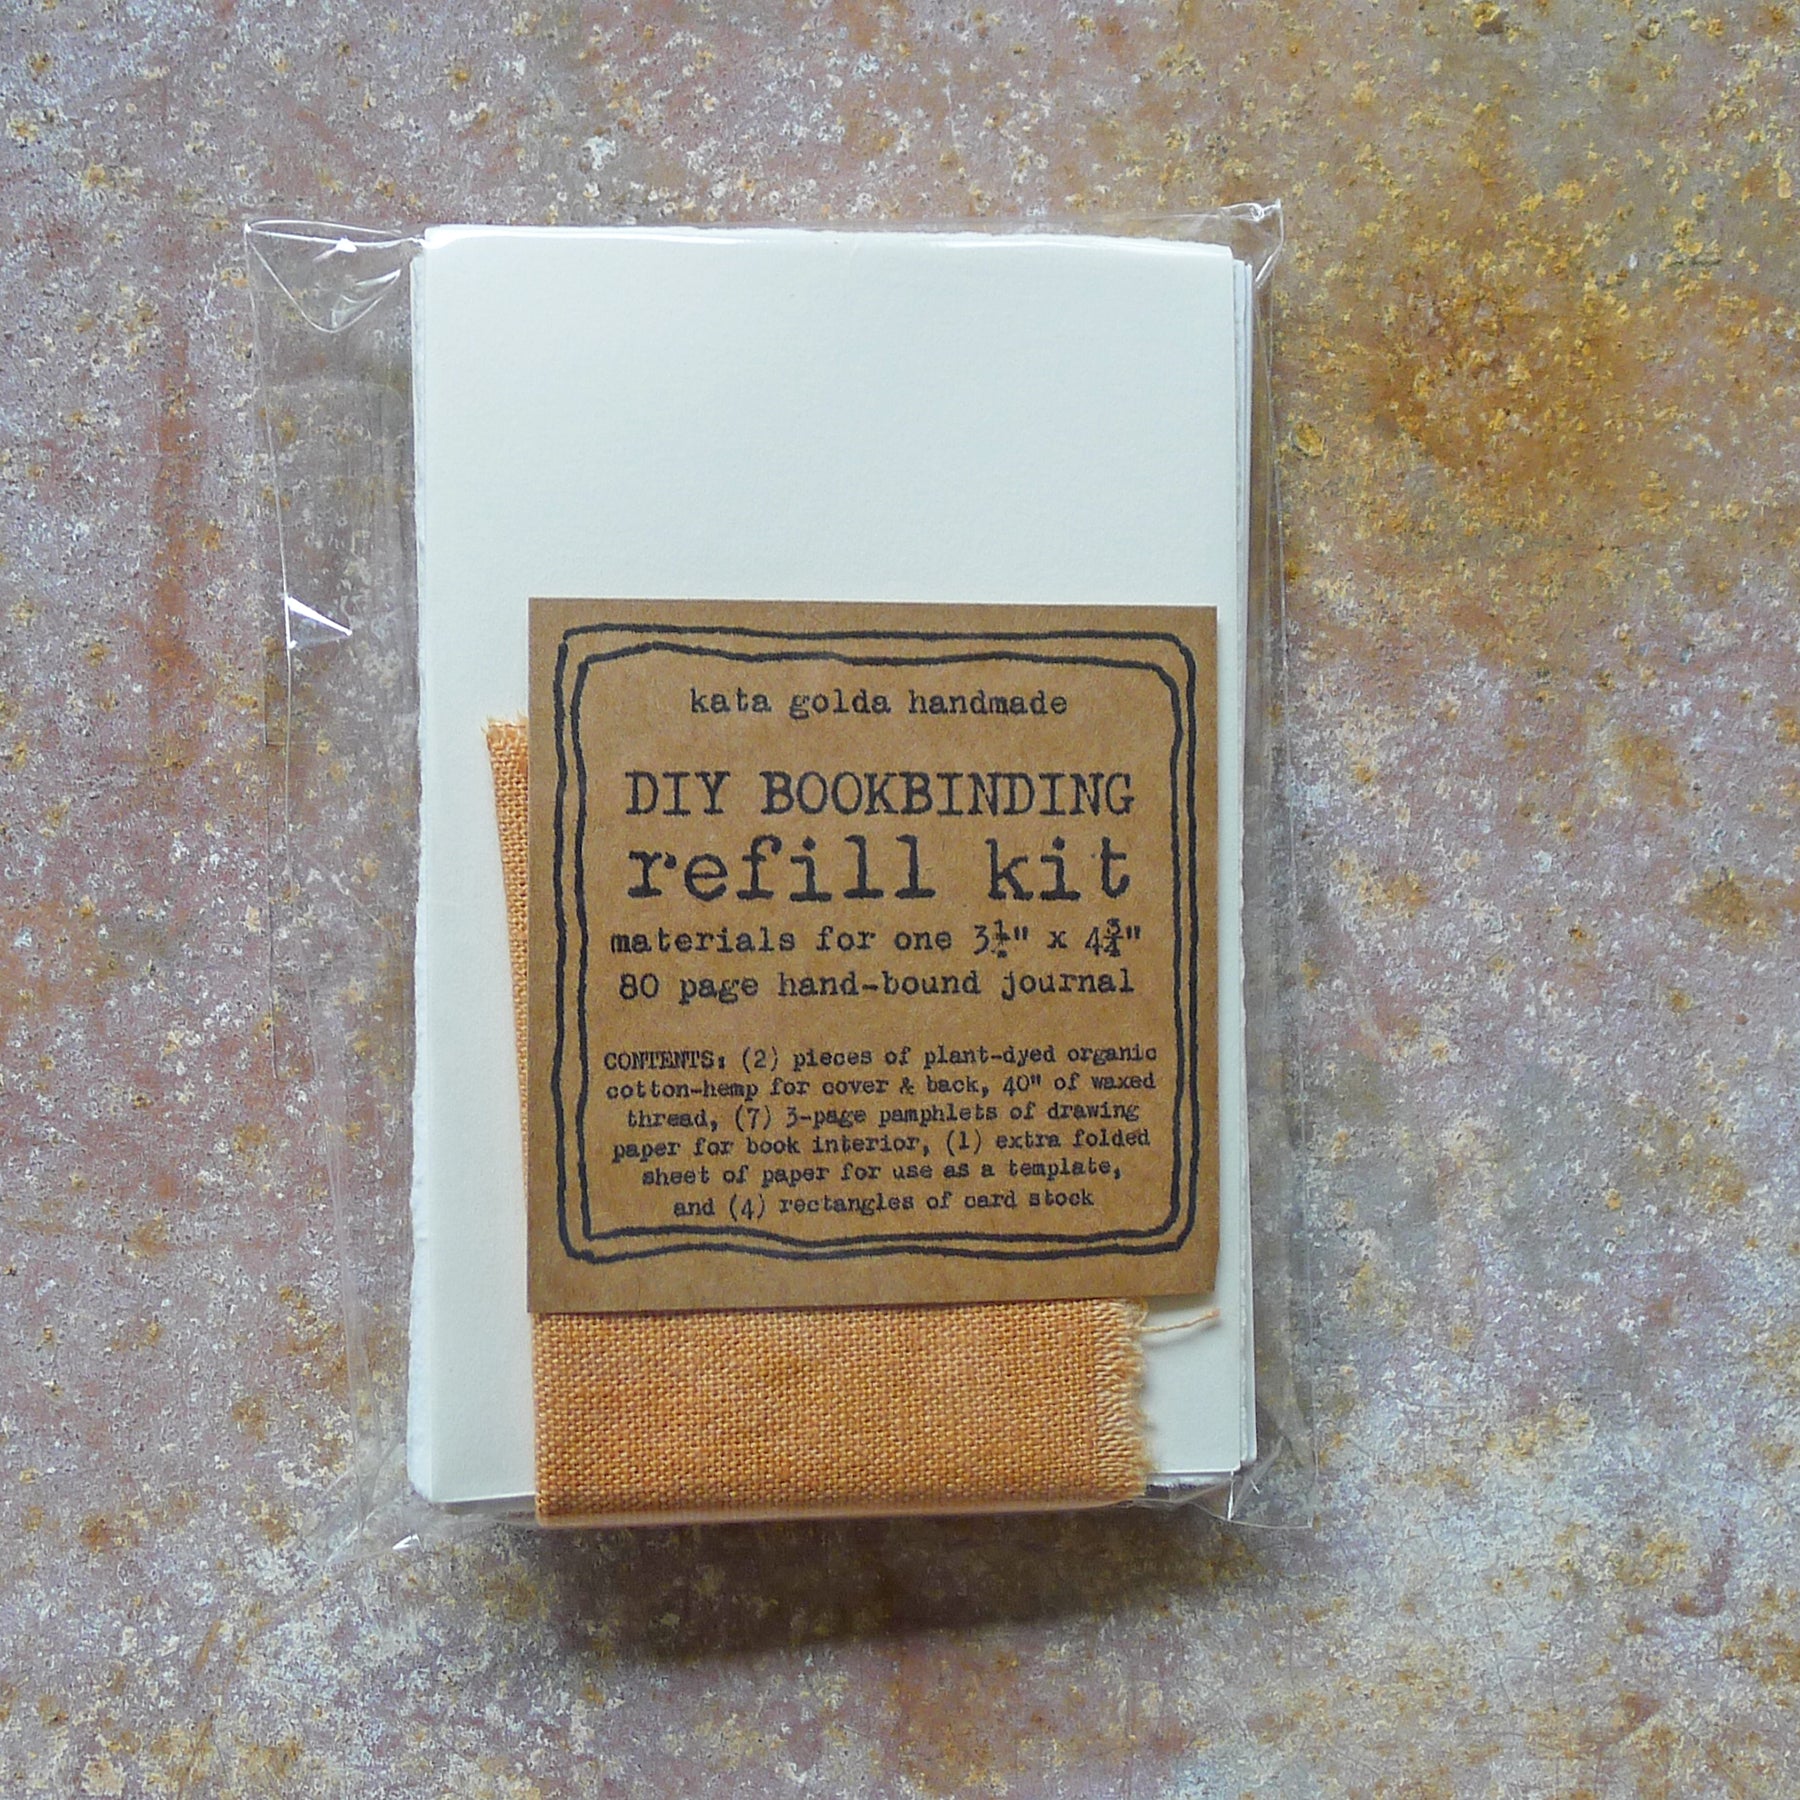 kata golda handmade
DIY BOOKBINDING
refill kit
materials for one 3½" x 4¾"
80 page hand-bound journal
CONTENTS: (2) pieces of plant-dyed organic
cotton-hemp for cover & back, 40" of waxed
thread, (7) 3-page pamphlets of drawing
paper for book interior, (1) extra folded
sheet of paper for use as a template,
and (4) rectangles of card stock